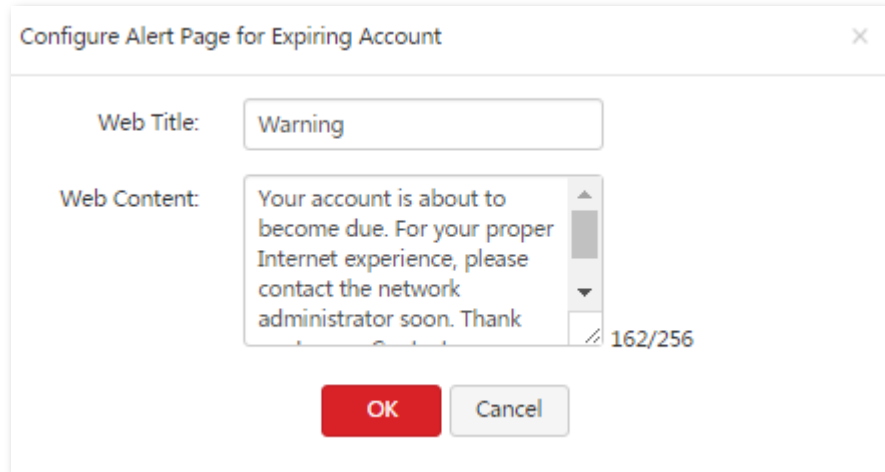 Configure Alert Page for Expiring Account
Web Title:
Warning
Web Content:
Your account is about to
become due. For your proper
Internet experience, please
contact the network
administrator soon. Thank
162/256
OK
Cancel